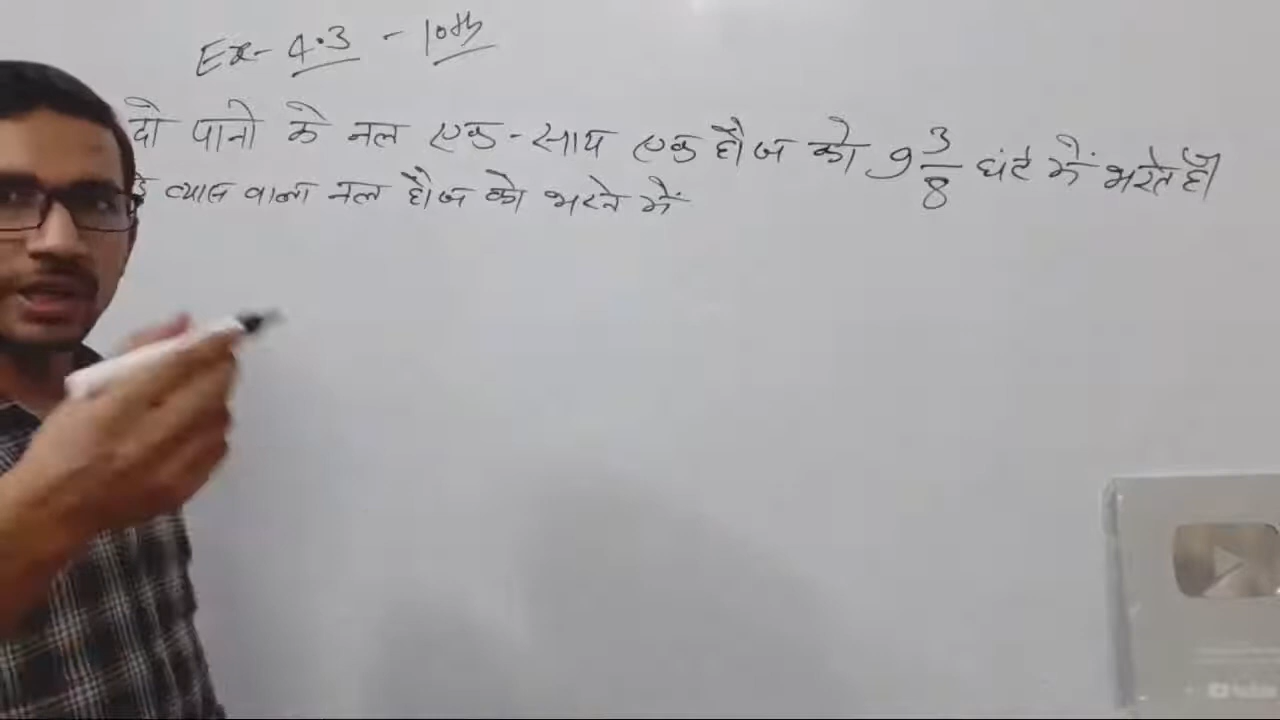 Ex- 4.3 - 10th
दो पानी के नल एक-साथ एक हौज को 9 3/8 घंटे में भरते हैं
व्यास वाला नल हौज को भरने में